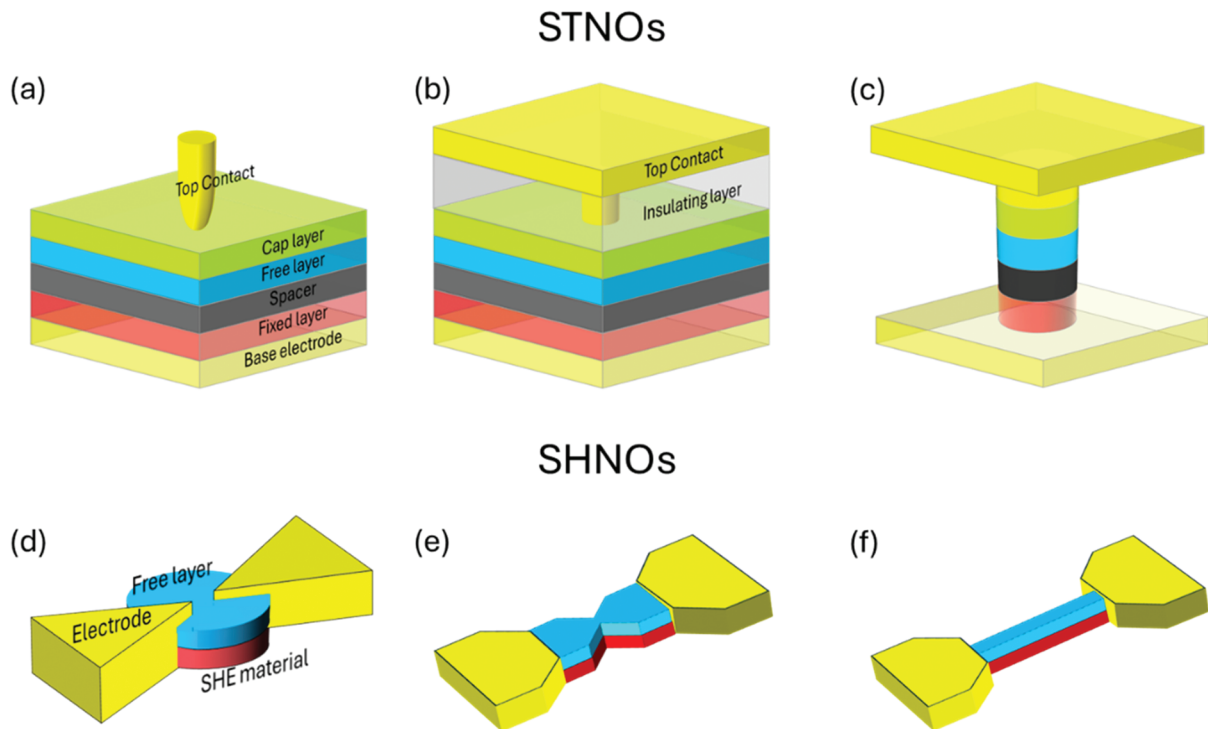 STNOs
(a)
(b)
(c)
Top Contact
Cap layer
Free layer
Spacer
Fixed layer
Base electrode
Top Contact
Insulating layer
SHNOs
(d)
(e)
(f)
Free layer
Electrode
SHE material